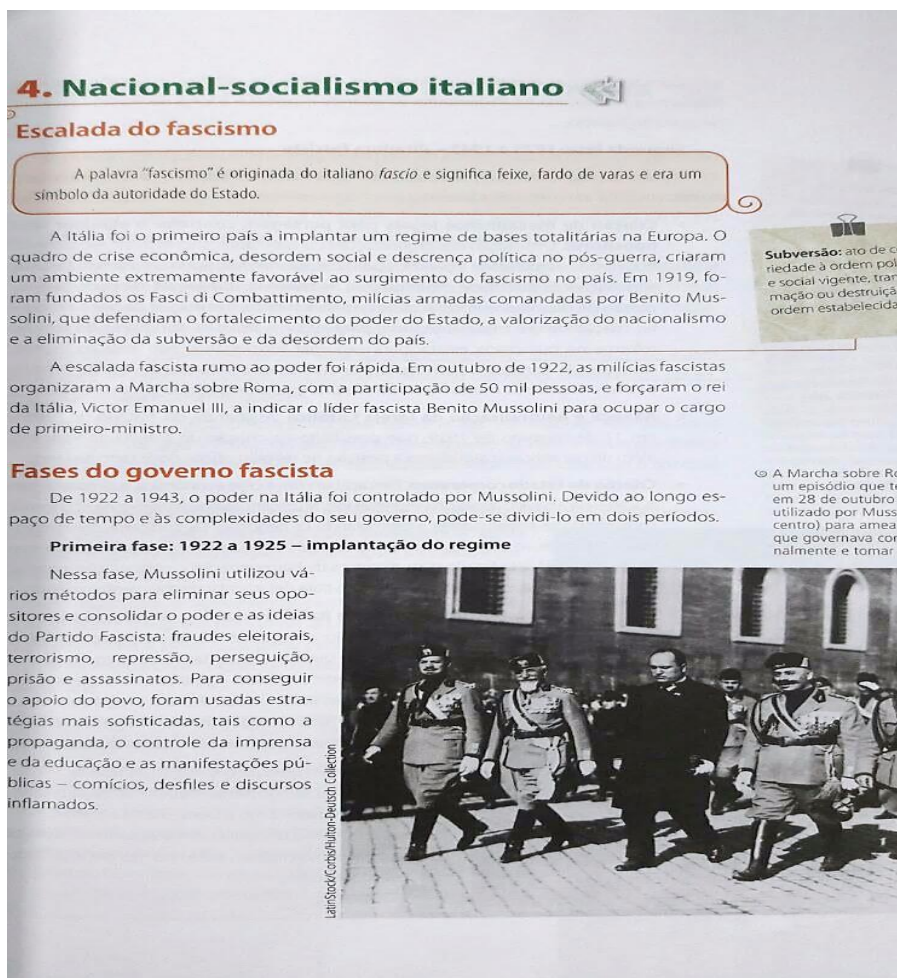 4. Nacional-socialismo italiano
Escalada do fascismo
A palavra "fascismo" é originada do italiano fascio e significa feixe, fardo de varas e era um
símbolo da autoridade do Estado.
A Itália foi o primeiro país a implantar um regime de bases totalitárias na Europa. O
quadro de crise econômica, desordem social e descrença política no pós-guerra, criaram
um ambiente extremamente favorável ao surgimento do fascismo no país. Em 1919, fo-
ram fundados os Fasci di Combattimento, milícias armadas comandadas por Benito Mus-
solini, que defendiam o fortalecimento do poder do Estado, a valorização do nacionalismo
e a eliminação da subversão e da desordem do país.
Subversão: ato de
riedade à ordem
e social vigente,
mação ou
ordem
A escalada fascista rumo ao poder foi rápida. Em outubro de 1922, as milícias fascistas
organizaram a Marcha sobre Roma, com a participação de 50 mil pessoas, e forçaram o rei
da Itália, Victor Emanuel III, a indicar o líder fascista Benito Mussolini para ocupar o cargo
de primeiro-ministro.
Fases do governo fascista
De 1922 a 1943, o poder na Itália foi controlado por Mussolini. Devido ao longo es-
paço de tempo e às complexidades do seu governo, pode-se dividi-lo em dois períodos.
Primeira fase: 1922 a 1925 – implantação do regime
Nessa fase, Mussolini utilizou vá-
rios métodos para eliminar seus opo-
sitores e consolidar o poder e as ideias
do Partido Fascista: fraudes eleitorais,
terrorismo, repressão, perseguição,
prisão e assassinatos. Para conseguir
o apoio do povo, foram usadas estra-
tégias mais sofisticadas, tais como a
propaganda, o controle da imprensa
e da educação e as manifestações pú-
blicas – comícios, desfiles e discursos
inflamados.
A Marcha sobre
um episódio que
em 28 de outubro
utilizado por
centro) para
que governava
nalmente e tomar
LatinStock/Corbis/Hulton-Deutsch Collection